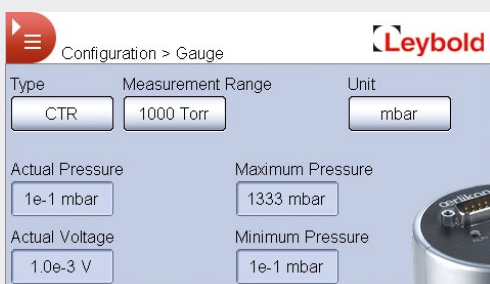 Configuration > Gauge
Leybold
Type Measurement Range Unit
CTR 1000 Torr mbar
Actual Pressure Maximum Pressure
1e-1 mbar 1333 mbar
Actual Voltage Minimum Pressure
1.0e-3 V 1e-1 mbar
oerlikon
RUN